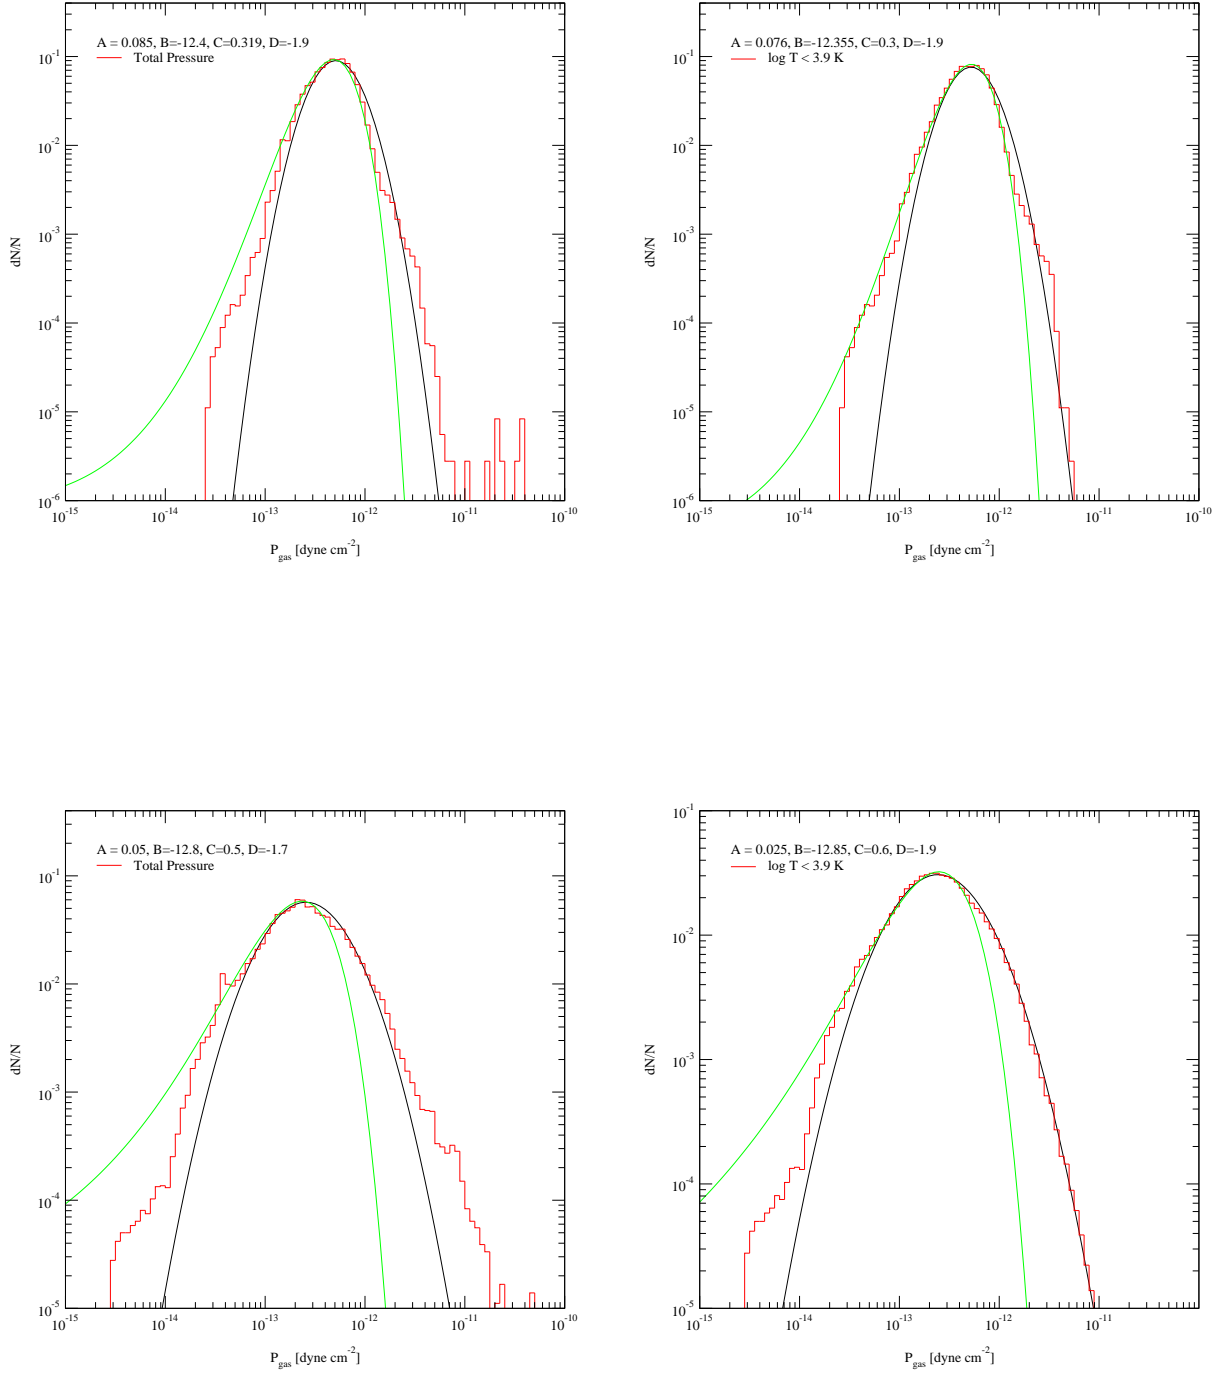 A = 0.085, B=-12.4, C=0.319, D=-1.9
Total Pressure
10^-1
10^-2
10^-3
10^-4
10^-5
10^-6
dN/N
10^-15 10^-14 10^-13 10^-12 10^-11 10^-10
P_gas [dyne cm^-2]
A = 0.076, B=-12.355, C=0.3, D=-1.9
log T < 3.9 K
10^-1
10^-2
10^-3
10^-4
10^-5
10^-6
dN/N
10^-15 10^-14 10^-13 10^-12 10^-11 10^-10
P_gas [dyne cm^-2]
A = 0.05, B=-12.8, C=0.5, D=-1.7
Total Pressure
10^-1
10^-2
10^-3
10^-4
10^-5
dN/N
10^-15 10^-14 10^-13 10^-12 10^-11 10^-10
P_gas [dyne cm^-2]
10^-1
A = 0.025, B=-12.85, C=0.6, D=-1.9
log T < 3.9 K
10^-2
10^-3
10^-4
10^-5
dN/N
10^-15 10^-14 10^-13 10^-12 10^-11
P_gas [dyne cm^-2]